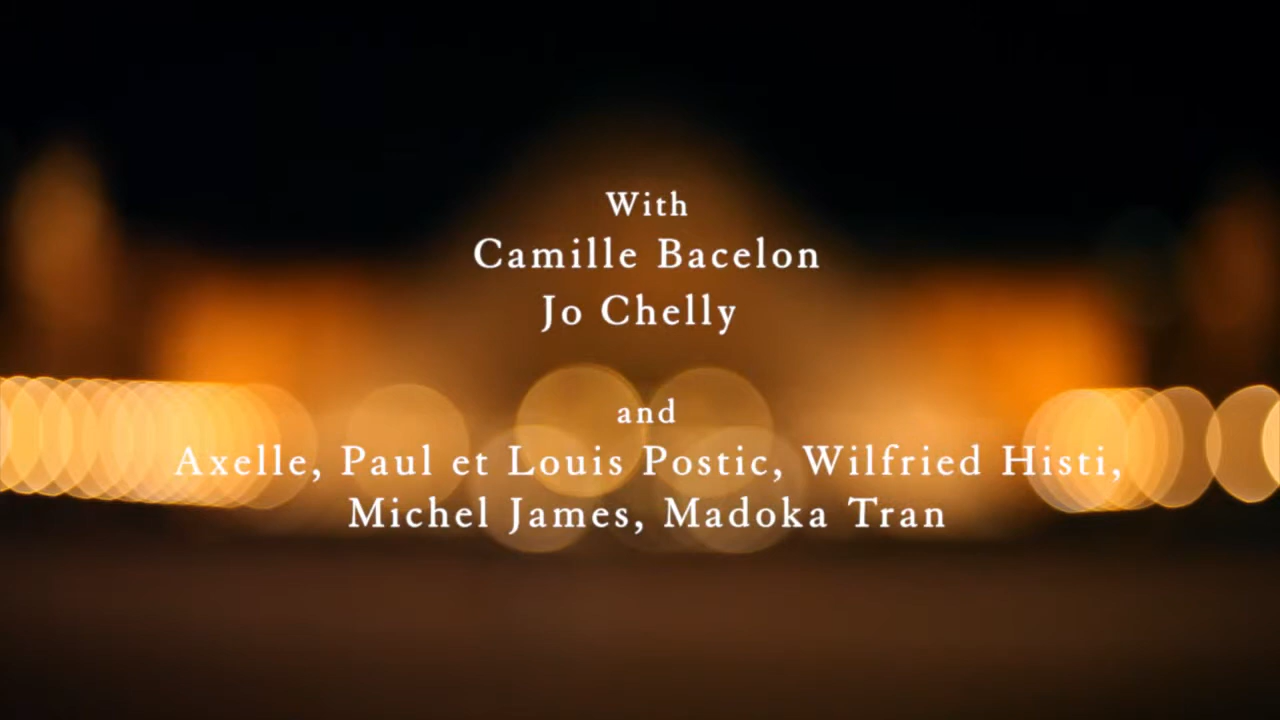 With
Camille Bacelon
Jo Chelly
and
Axelle, Paul et Louis Postic, Wilfried Histi,
Michel James, Madoka Tran